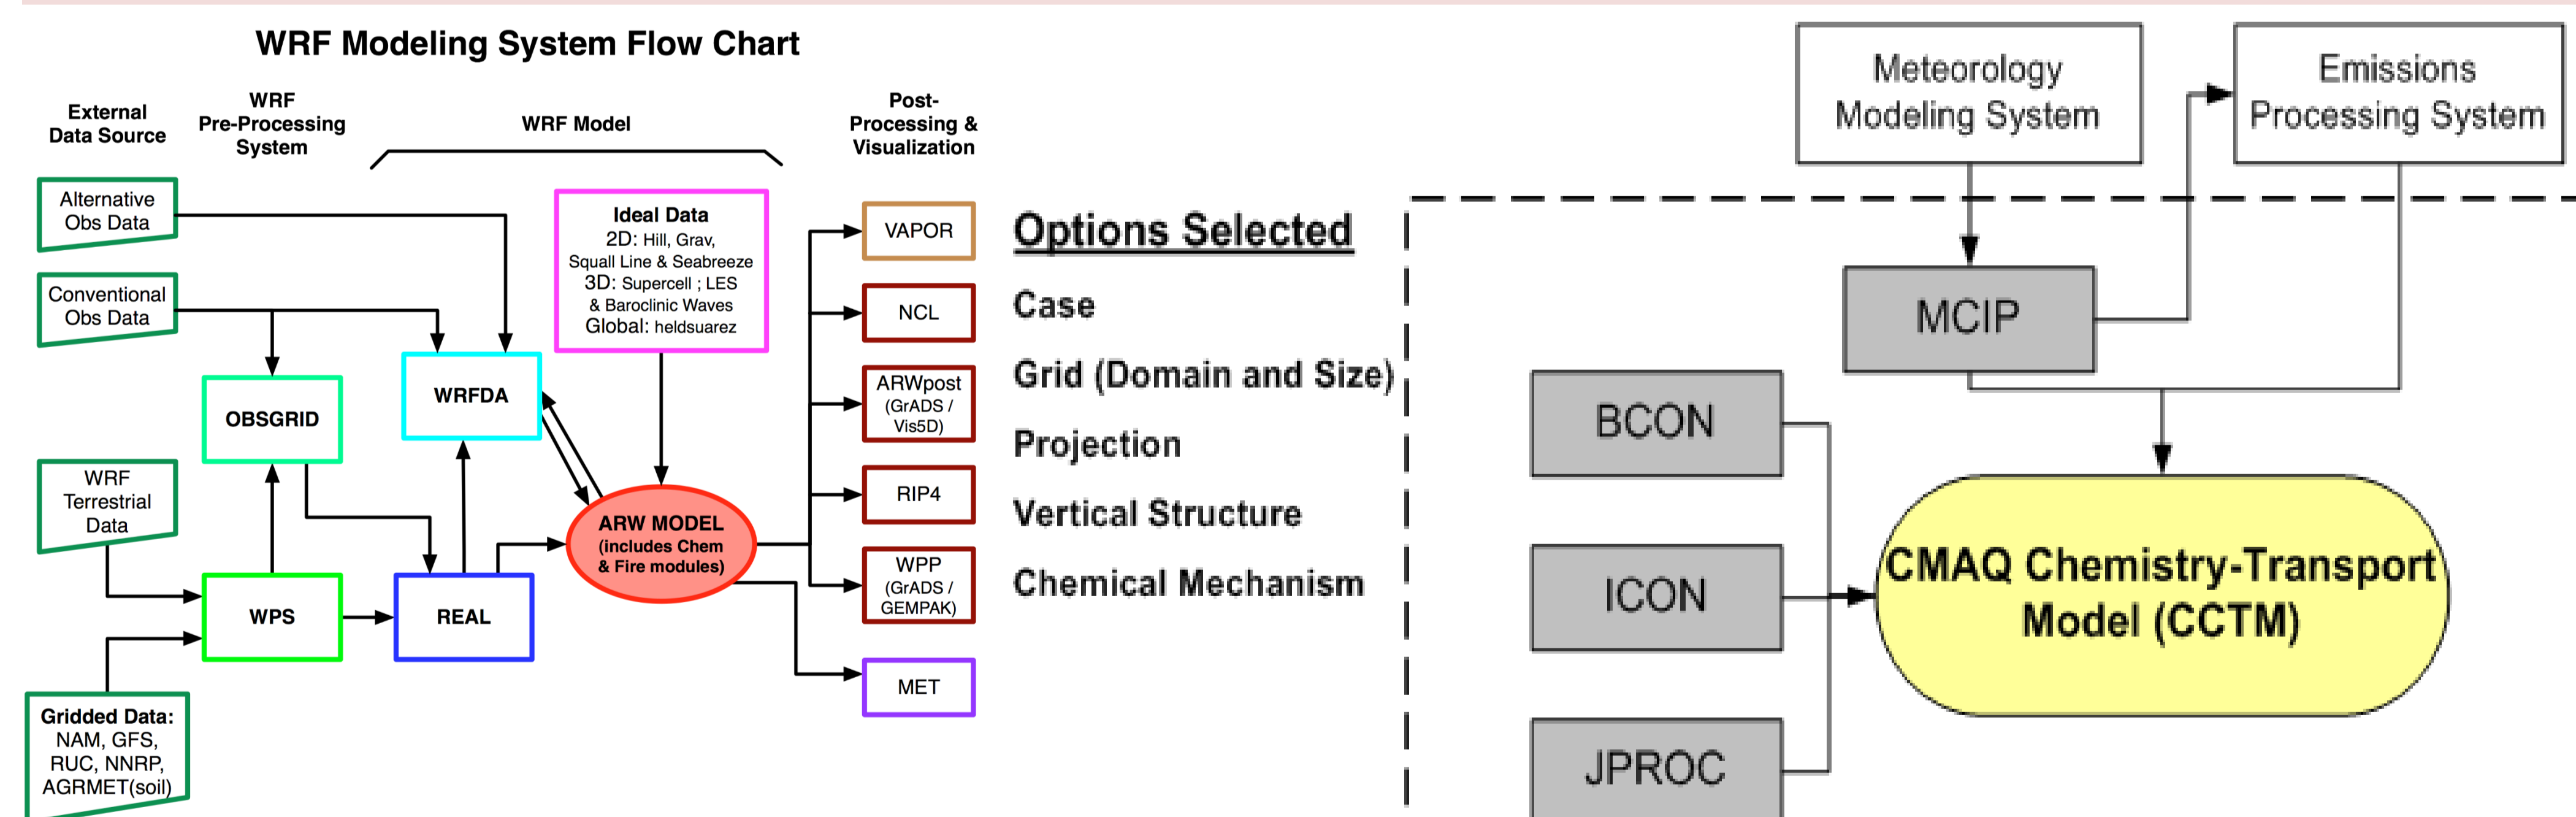 WRF Modeling System Flow Chart
External
Data Source
WRF
Pre-Processing
System
WRF Model
Post-
Processing &
Visualization
Alternative
Obs Data
Conventional
Obs Data
WRF
Terrestrial
Data
Gridded Data:
NAM, GFS,
RUC, NNRP,
AGRMET(soil)
OBSGRID
WPS
WRFDA
REAL
Ideal Data
2D: Hill, Grav,
Squall Line & Seabreeze
3D: Supercell ; LES
& Baroclinic Waves
Global: heldsuarez
ARW MODEL
(includes Chem
& Fire modules)
VAPOR
NCL
ARWpost
(GrADS /
Vis5D)
RIP4
WPP
(GrADS /
GEMPAK)
MET
Options Selected
Case
Grid (Domain and Size)
Projection
Vertical Structure
Chemical Mechanism
Meteorology
Modeling System
Emissions
Processing System
MCIP
BCON
ICON
JPROC
CMAQ Chemistry-Transport
Model (CCTM)